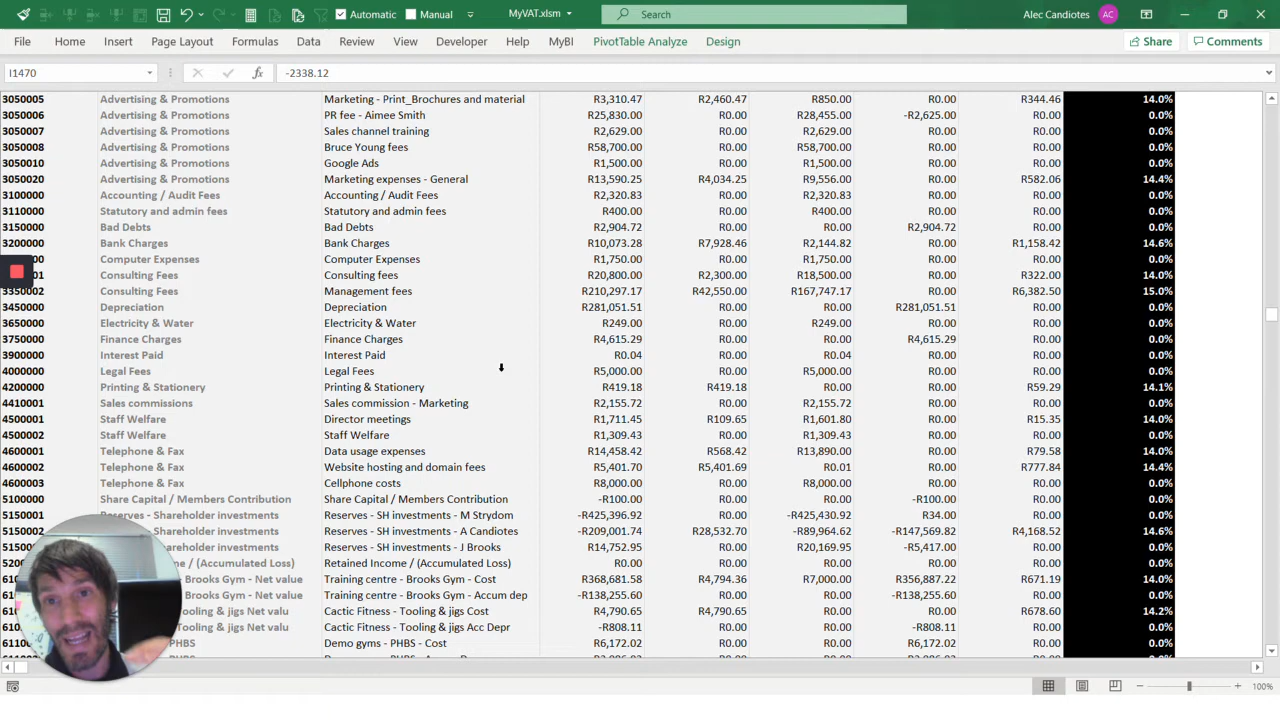 Automatic Manual MyVAT.xlsm Search Alec Candiotes AC
File Home Insert Page Layout Formulas Data Review View Developer Help MyBI PivotTable Analyze Design Share Comments
I1470 fx -2338.12
3050005 Advertising & Promotions Marketing - Print_Brochures and material R3,310.47 R2,460.47 R850.00 R0.00 R344.46 14.0%
3050006 Advertising & Promotions PR fee - Aimee Smith R25,830.00 R0.00 R28,455.00 -R2,625.00 R0.00 0.0%
3050007 Advertising & Promotions Sales channel training R2,629.00 R0.00 R2,629.00 R0.00 R0.00 0.0%
3050008 Advertising & Promotions Bruce Young fees R58,700.00 R0.00 R58,700.00 R0.00 R0.00 0.0%
3050010 Advertising & Promotions Google Ads R1,500.00 R0.00 R1,500.00 R0.00 R0.00 0.0%
3050020 Advertising & Promotions Marketing expenses - General R13,590.25 R4,034.25 R9,556.00 R0.00 R582.06 14.4%
3100000 Accounting / Audit Fees Accounting / Audit Fees R2,320.83 R0.00 R2,320.83 R0.00 R0.00 0.0%
3110000 Statutory and admin fees Statutory and admin fees R400.00 R0.00 R400.00 R0.00 R0.00 0.0%
3150000 Bad Debts Bad Debts R2,904.72 R0.00 R0.00 R2,904.72 R0.00 0.0%
3200000 Bank Charges Bank Charges R10,073.28 R7,928.46 R2,144.82 R0.00 R1,158.42 14.6%
000 Computer Expenses Computer Expenses R1,750.00 R0.00 R1,750.00 R0.00 R0.00 0.0%
01 Consulting Fees Consulting fees R20,800.00 R2,300.00 R18,500.00 R0.00 R322.00 14.0%
3350002 Consulting Fees Management fees R210,297.17 R42,550.00 R167,747.17 R0.00 R6,382.50 15.0%
3450000 Depreciation Depreciation R281,051.51 R0.00 R0.00 R281,051.51 R0.00 0.0%
3650000 Electricity & Water Electricity & Water R249.00 R0.00 R249.00 R0.00 R0.00 0.0%
3750000 Finance Charges Finance Charges R4,615.29 R0.00 R0.00 R4,615.29 R0.00 0.0%
3900000 Interest Paid Interest Paid R0.04 R0.00 R0.04 R0.00 R0.00 0.0%
4000000 Legal Fees Legal Fees R5,000.00 R0.00 R5,000.00 R0.00 R0.00 0.0%
4200000 Printing & Stationery Printing & Stationery R419.18 R419.18 R0.00 R0.00 R59.29 14.1%
4410001 Sales commissions Sales commission - Marketing R2,155.72 R0.00 R2,155.72 R0.00 R0.00 0.0%
4500001 Staff Welfare Director meetings R1,711.45 R109.65 R1,601.80 R0.00 R15.35 14.0%
4500002 Staff Welfare Staff Welfare R1,309.43 R0.00 R1,309.43 R0.00 R0.00 0.0%
4600001 Telephone & Fax Data usage expenses R14,458.42 R568.42 R13,890.00 R0.00 R79.58 14.0%
4600002 Telephone & Fax Website hosting and domain fees R5,401.70 R5,401.69 R0.01 R0.00 R777.84 14.4%
4600003 Telephone & Fax Cellphone costs R8,000.00 R0.00 R8,000.00 R0.00 R0.00 0.0%
5100000 Share Capital / Members Contribution Share Capital / Members Contribution -R100.00 R0.00 R0.00 -R100.00 R0.00 0.0%
5150001 Reserves - Shareholder investments Reserves - SH investments - M Strydom -R425,396.92 R0.00 -R425,430.92 R34.00 R0.00 0.0%
5150002 - Shareholder investments Reserves - SH investments - A Candiotes -R209,001.74 R28,532.70 -R89,964.62 -R147,569.82 R4,168.52 14.6%
51500 hareholder investments Reserves - SH investments - J Brooks R14,752.95 R0.00 R20,169.95 -R5,417.00 R0.00 0.0%
5200 me / (Accumulated Loss) Retained Income / (Accumulated Loss) R0.00 R0.00 R0.00 R0.00 R0.00 0.0%
610 Brooks Gym - Net value Training centre - Brooks Gym - Cost R368,681.58 R4,794.36 R7,000.00 R356,887.22 R671.19 14.0%
61 Brooks Gym - Net value Training centre - Brooks Gym - Accum dep -R138,255.60 R0.00 R0.00 -R138,255.60 R0.00 0.0%
61 Tooling & jigs Net valu Cactic Fitness - Tooling & jigs Cost R4,790.65 R4,790.65 R0.00 R0.00 R678.60 14.2%
61 ooling & jigs Net valu Cactic Fitness - Tooling & jigs Acc Depr -R808.11 R0.00 R0.00 -R808.11 R0.00 0.0%
611 PHBS Demo gyms - PHBS - Cost R6,172.02 R0.00 R0.00 R6,172.02 R0.00 0.0%
100%